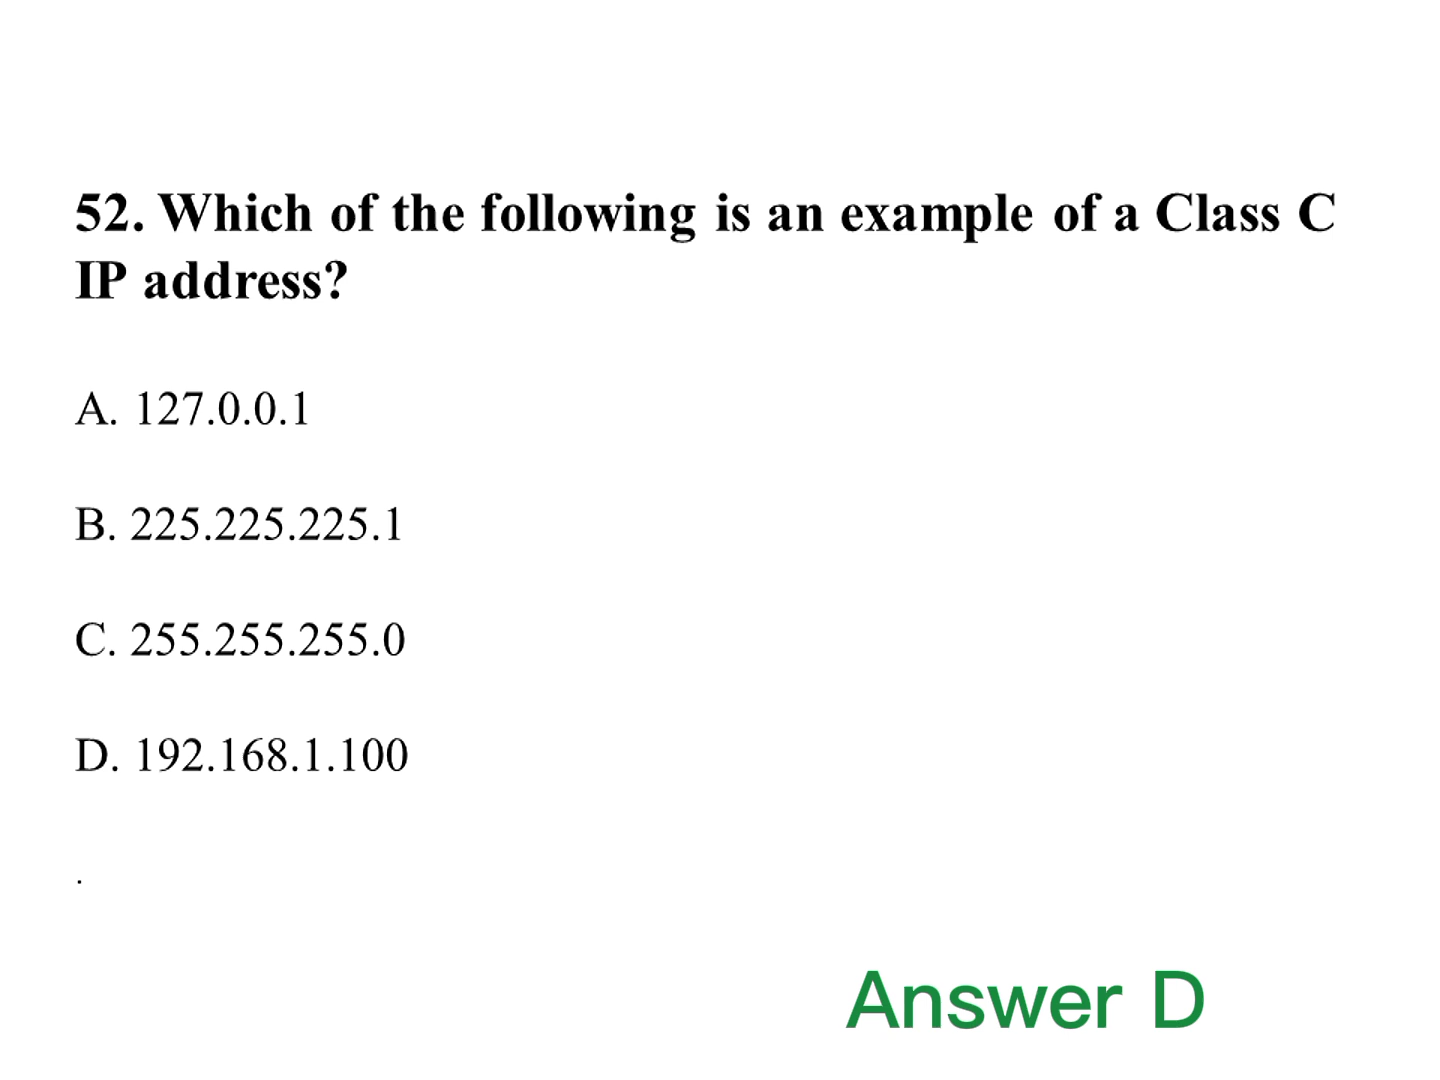 52. Which of the following is an example of a Class C
IP address?
A. 127.0.0.1
B. 225.225.225.1
C. 255.255.255.0
D. 192.168.1.100
.
Answer D